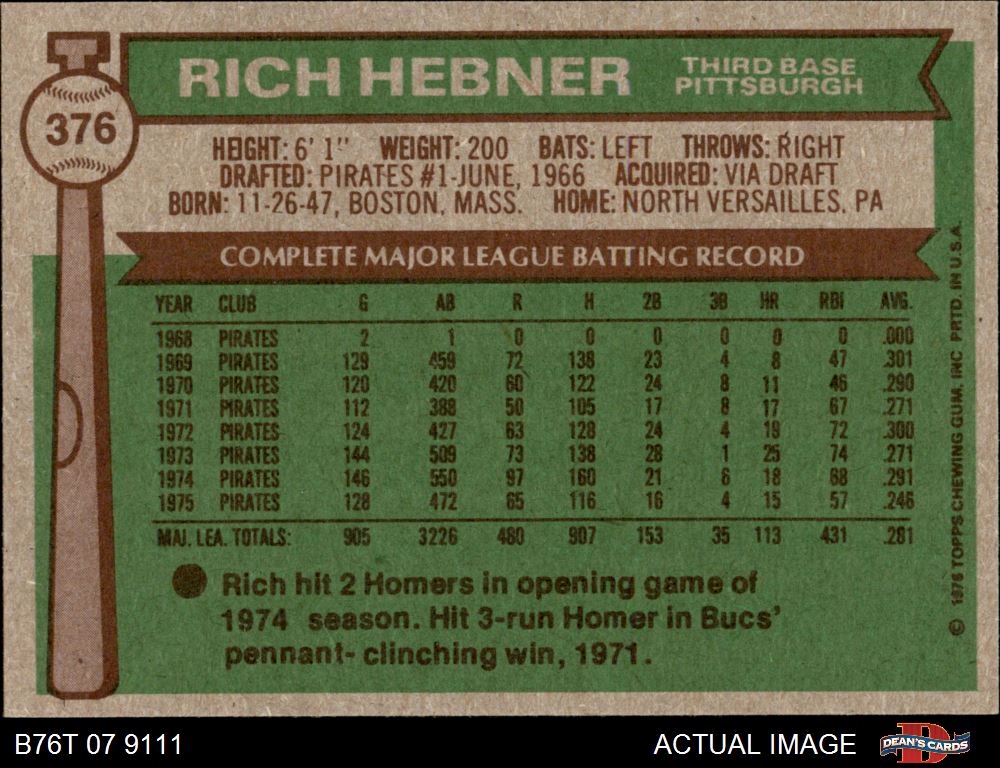 376
RICH HEBNER THIRD BASE
PITTSBURGH
HEIGHT: 6' 1" WEIGHT: 200 BATS: LEFT THROWS: RIGHT
DRAFTED: PIRATES #1-JUNE, 1966 ACQUIRED: VIA DRAFT
BORN: 11-26-47, BOSTON, MASS. HOME: NORTH VERSAILLES, PA
COMPLETE MAJOR LEAGUE BATTING RECORD
YEAR CLUB G AB R H 2B 3B HR RBI AVG.
1968 PIRATES 2 1 0 0 0 0 0 0 .000
1969 PIRATES 129 459 72 138 23 4 8 47 .301
1970 PIRATES 120 420 60 122 24 8 11 46 .290
1971 PIRATES 112 388 50 105 17 8 17 67 .271
1972 PIRATES 124 427 63 128 24 4 19 72 .300
1973 PIRATES 144 509 73 138 28 1 25 74 .271
1974 PIRATES 146 550 97 160 21 6 18 68 .291
1975 PIRATES 128 472 65 116 16 4 15 57 .246
MAJ. LEA. TOTALS: 905 3226 480 907 153 35 113 431 .281
Rich hit 2 Homers in opening game of
1974 season. Hit 3-run Homer in Bucs'
pennant- clinching win, 1971.
© 1976 TOPPS CHEWING GUM, INC PRTD. IN U.S.A.
B76T 07 9111 ACTUAL IMAGE DEAN'S CARDS